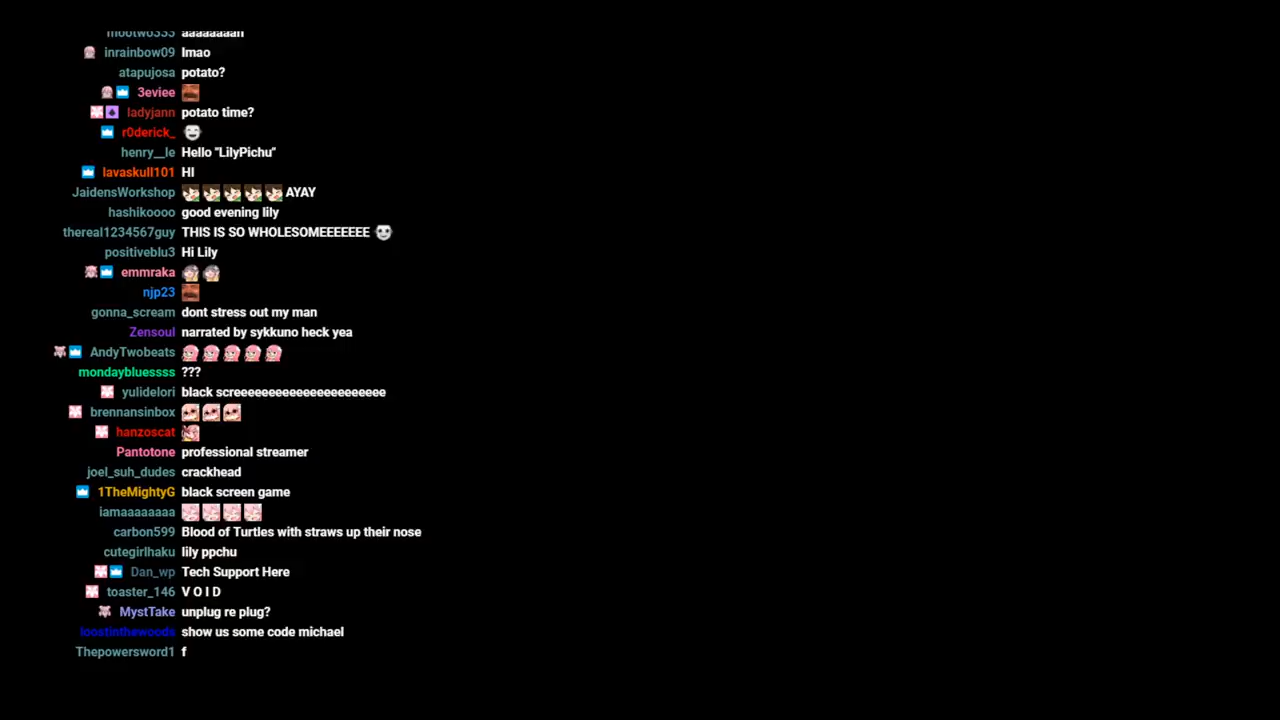 inrainbow09 lmao
atapujosa potato?
3eviee
ladyjann potato time?
r0derick_
henry__le Hello "LilyPichu"
lavaskull101 HI
JaidensWorkshop AYAY
hashikoooo good evening lily
thereal1234567guy THIS IS SO WHOLESOMEEEEEEE
positiveblu3 Hi Lily
emmraka
njp23
gonna_scream dont stress out my man
Zensoul narrated by sykkuno heck yea
AndyTwobeats
mondaybluessss ???
yulidelori black screeeeeeeeeeeeeeeeeeeeee
brennansinbox
hanzoscat
Pantotone professional streamer
joel_suh_dudes crackhead
1TheMightyG black screen game
iamaaaaaaaa
carbon599 Blood of Turtles with straws up their nose
cutegirlhaku lily ppchu
Dan_wp Tech Support Here
toaster_146 V O I D
MystTake unplug re plug?
loostinthewoods show us some code michael
Thepowersword1 f